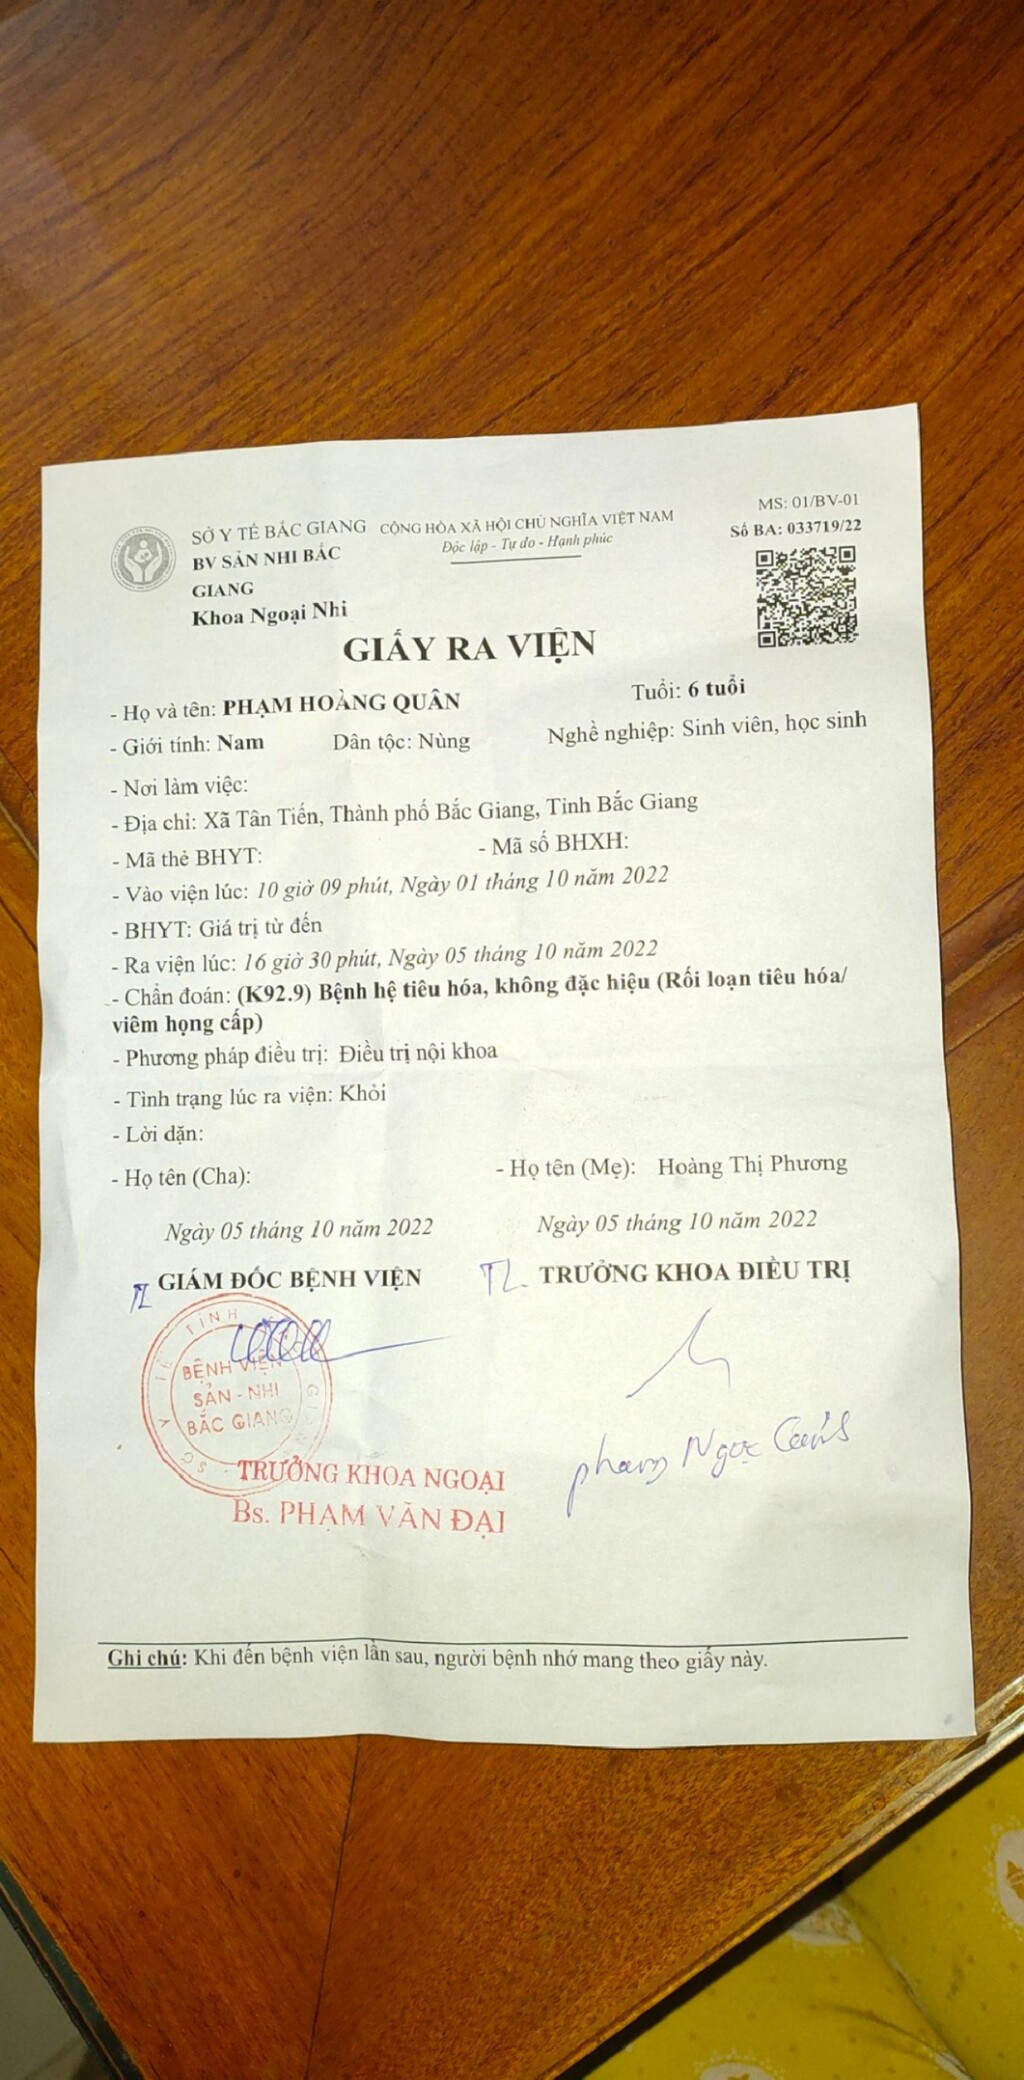 MS: 01/BV-01
SỞ Y TẾ BẮC GIANG CỘNG HÒA XÃ HỘI CHỦ NGHĨA VIỆT NAM
Số BA: 033719/22
BV SẢN NHI BẮC
Độc lập - Tự do - Hạnh phúc
GIANG
Khoa Ngoại Nhi
GIẤY RA VIỆN
- Họ và tên: PHẠM HOÀNG QUÂN Tuổi: 6 tuổi
- Giới tính: Nam Dân tộc: Nùng Nghề nghiệp: Sinh viên, học sinh
- Nơi làm việc:
- Địa chỉ: Xã Tân Tiến, Thành phố Bắc Giang, Tỉnh Bắc Giang
- Mã thẻ BHYT: - Mã số BHXH:
- Vào viện lúc: 10 giờ 09 phút, Ngày 01 tháng 10 năm 2022
- BHYT: Giá trị từ đến
- Ra viện lúc: 16 giờ 30 phút, Ngày 05 tháng 10 năm 2022
- Chẩn đoán: (K92.9) Bệnh hệ tiêu hóa, không đặc hiệu (Rối loạn tiêu hóa/
viêm họng cấp)
- Phương pháp điều trị: Điều trị nội khoa
- Tình trạng lúc ra viện: Khỏi
- Lời dặn:
- Họ tên (Cha): - Họ tên (Mẹ): Hoàng Thị Phương
Ngày 05 tháng 10 năm 2022 Ngày 05 tháng 10 năm 2022
TL GIÁM ĐỐC BỆNH VIỆN TL. TRƯỞNG KHOA ĐIỀU TRỊ
BỆNH VIỆN
SẢN - NHI
BẮC GIANG
phạm Ngọc
TRƯỞNG KHOA NGOẠI
Bs. PHẠM VĂN ĐẠI
Ghi chú: Khi đến bệnh viện lần sau, người bệnh nhớ mang theo giấy này.